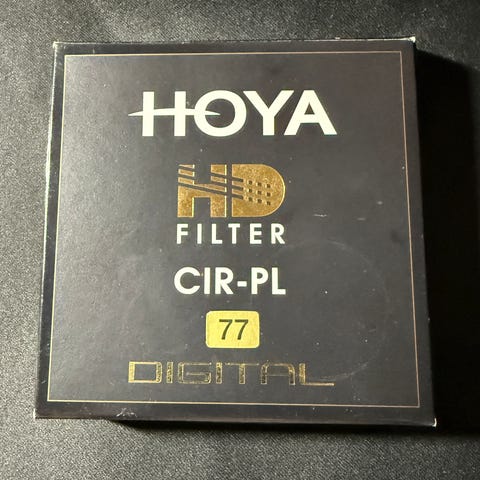 HOYA
HD
FILTER
CIR-PL
77
DIGITAL